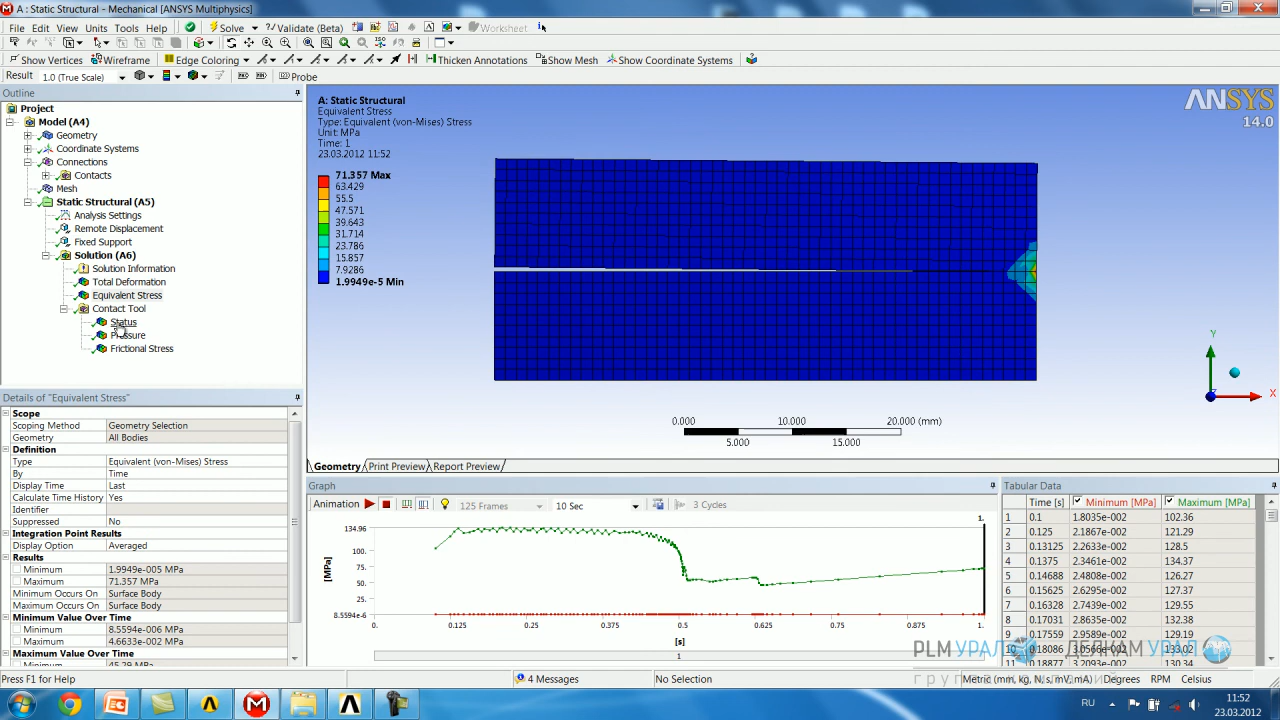 A : Static Structural - Mechanical [ANSYS Multiphysics]
File Edit View Units Tools Help Solve Validate (Beta) Worksheet
Show Vertices Wireframe Edge Coloring Thicken Annotations Show Mesh Show Coordinate Systems
Result 1.0 (True Scale) Probe
Outline
Project
Model (A4)
Geometry
Coordinate Systems
Connections
Contacts
Mesh
Static Structural (A5)
Analysis Settings
Remote Displacement
Fixed Support
Solution (A6)
Solution Information
Total Deformation
Equivalent Stress
Contact Tool
Status
Pressure
Frictional Stress
A: Static Structural
Equivalent Stress
Type: Equivalent (von-Mises) Stress
Unit: MPa
Time: 1
23.03.2012 11:52
71.357 Max
63.429
55.5
47.571
39.643
31.714
23.786
15.857
7.9286
1.9949e-5 Min
ANSYS
14.0
Y
X
0.000 10.000 20.000 (mm)
5.000 15.000
Geometry Print Preview Report Preview
Details of "Equivalent Stress"
Scope
Scoping Method Geometry Selection
Geometry All Bodies
Definition
Type Equivalent (von-Mises) Stress
By Time
Display Time Last
Calculate Time History Yes
Identifier
Suppressed No
Integration Point Results
Display Option Averaged
Results
Minimum 1.9949e-005 MPa
Maximum 71.357 MPa
Minimum Occurs On Surface Body
Maximum Occurs On Surface Body
Minimum Value Over Time
Minimum 8.5594e-006 MPa
Maximum 4.6633e-002 MPa
Maximum Value Over Time
Minimum 45.29 MPa
Graph
Animation 125 Frames 10 Sec 3 Cycles
1.
134.96
100.
75.
50.
25.
8.5594e-6
[MPa]
0. 0.125 0.25 0.375 0.5 0.625 0.75 0.875 1.
[s]
1
Tabular Data
Time [s] Minimum [MPa] Maximum [MPa]
1 0.1 1.8035e-002 102.36
2 0.125 2.1867e-002 121.29
3 0.13125 2.2633e-002 128.5
4 0.1375 2.3461e-002 134.37
5 0.14688 2.4808e-002 126.27
6 0.15625 2.6295e-002 127.37
7 0.16328 2.7439e-002 129.55
8 0.17031 2.8635e-002 132.38
9 0.17559 2.9589e-002 129.19
10 0.18086 3.0566e-002 133.02
11 0.18877 3.2093e-002 130.34
PLM УРАЛ ДЕЛКАМ УРАЛ
Press F1 for Help 4 Messages No Selection Metric (mm, kg, N, s, mV, mA) Degrees RPM Celsius
RU 11:52
23.03.2012